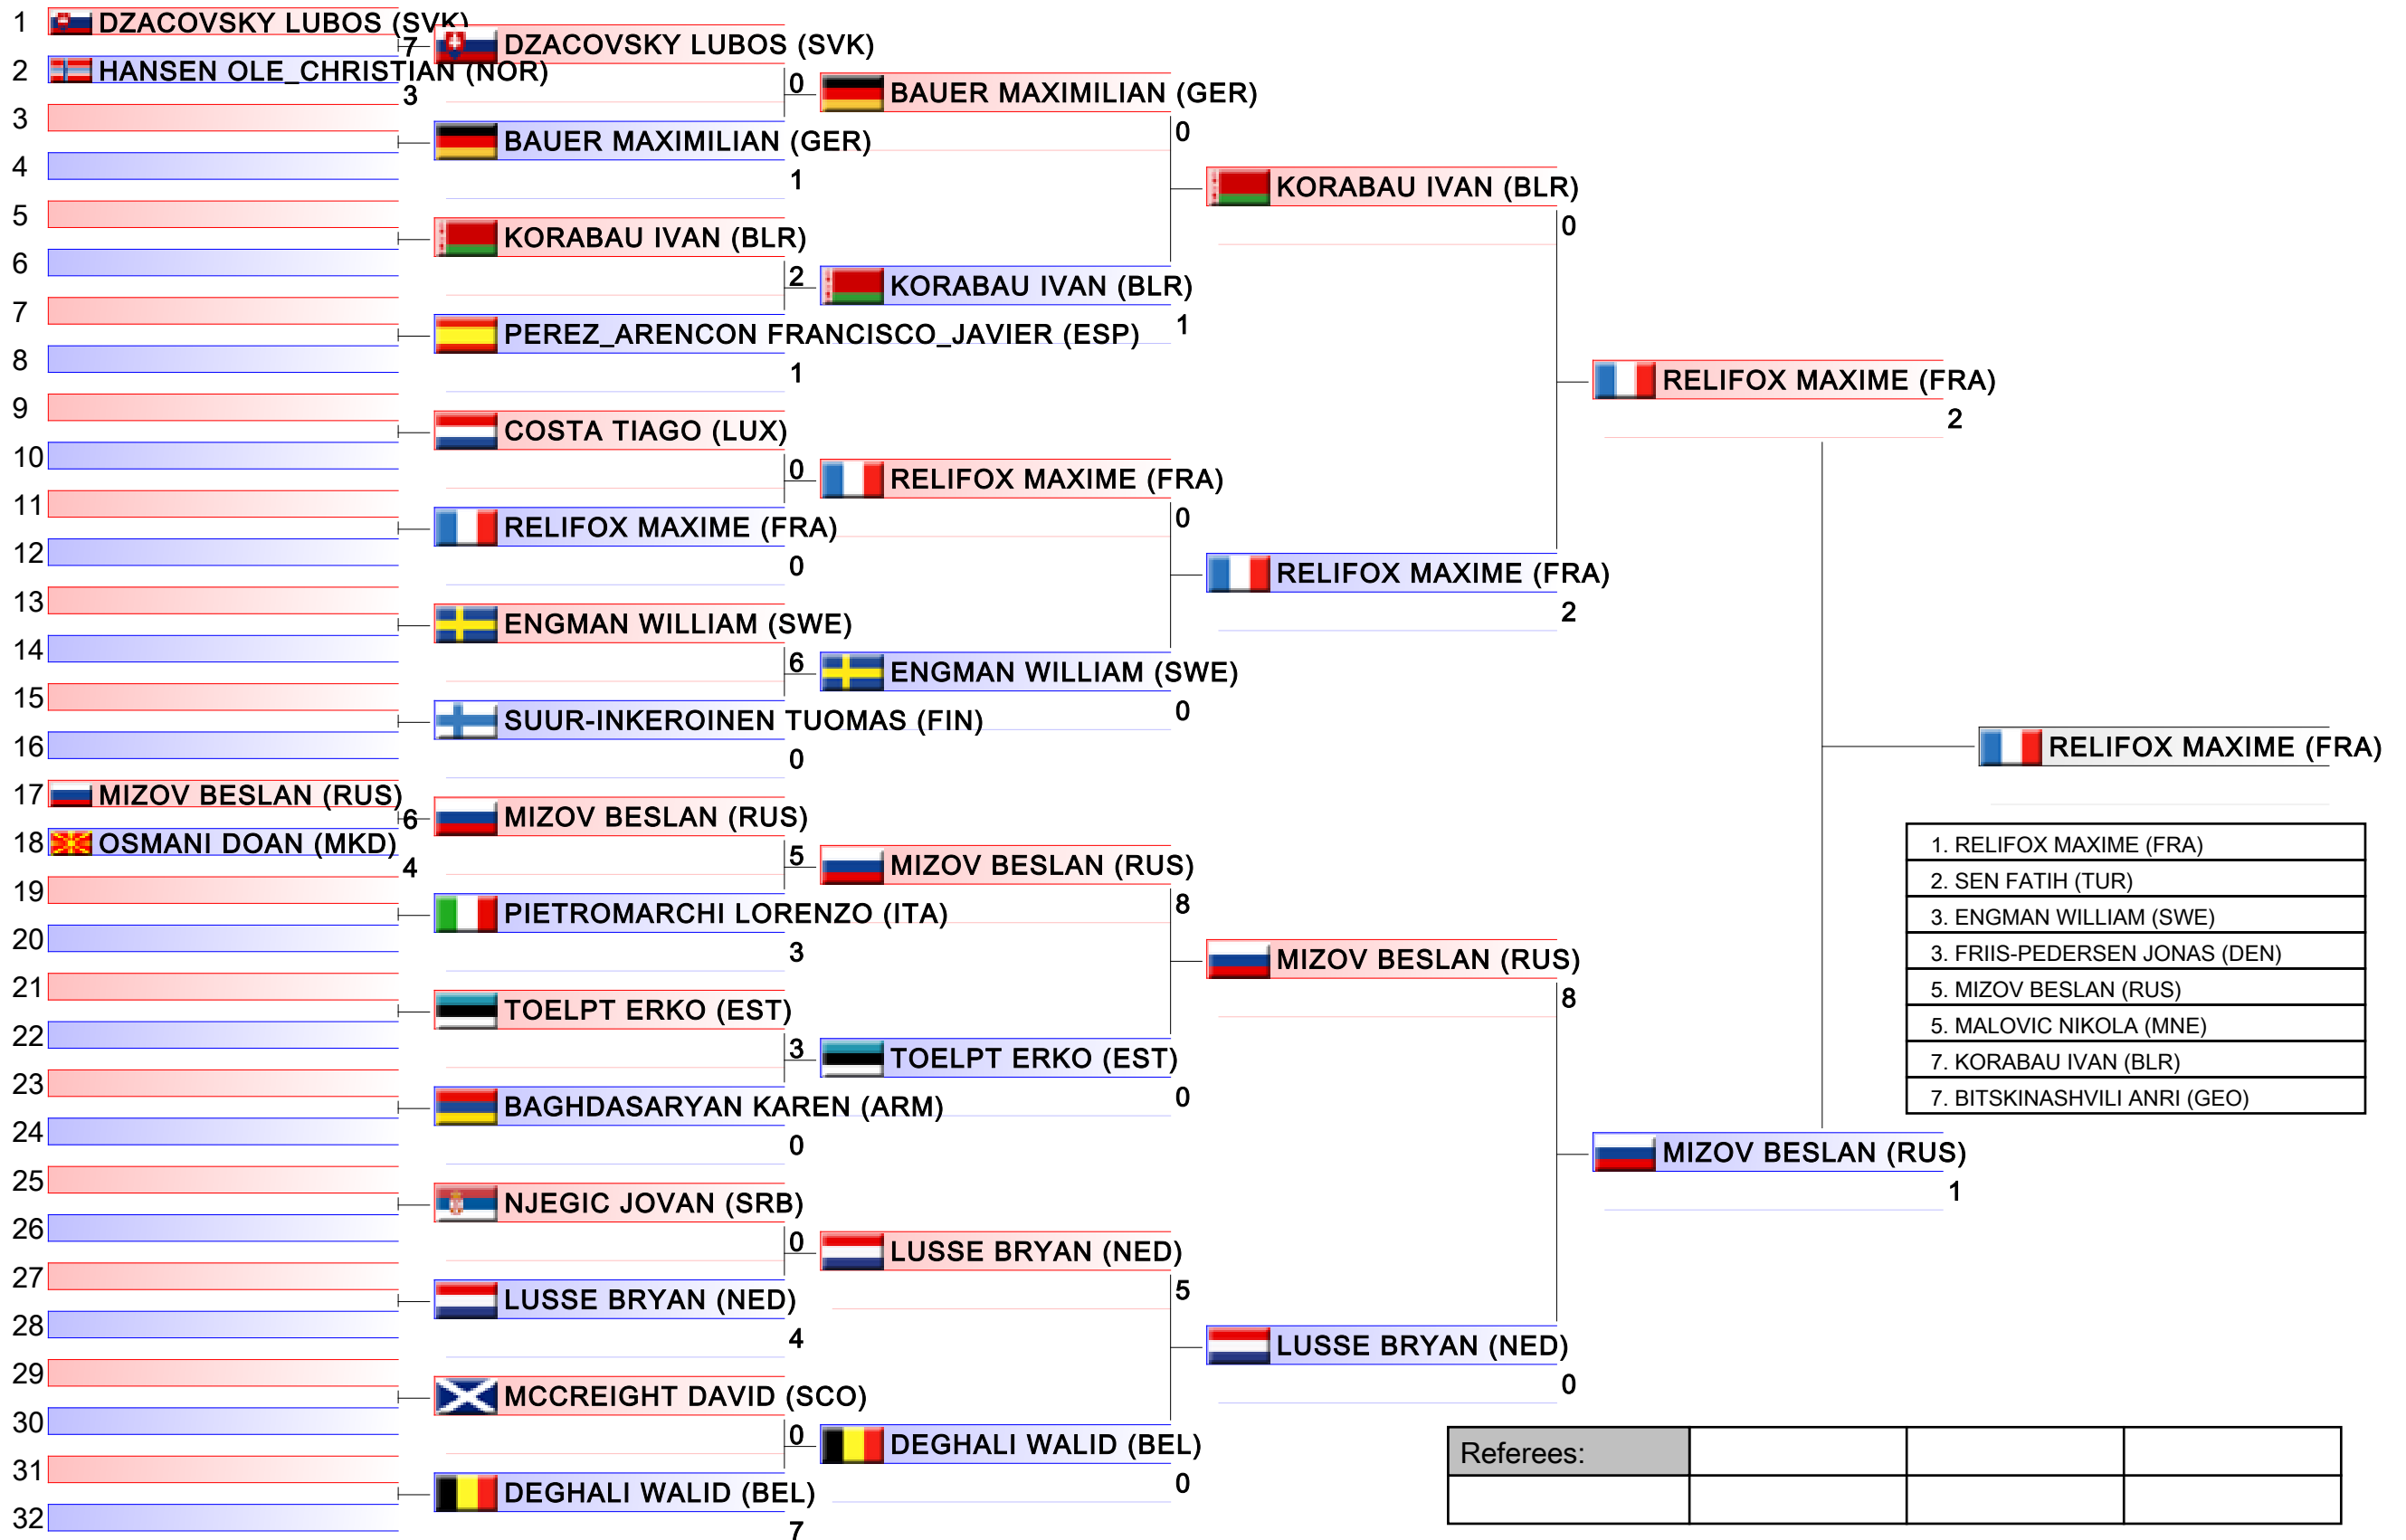 1 DZACOVSKY LUBOS (SVK)
7
2 HANSEN OLE_CHRISTIAN (NOR)
3
3
4
5
6
7
8
9
10
11
12
13
14
15
16
17 MIZOV BESLAN (RUS)
6
18 OSMANI DOAN (MKD)
4
19
20
21
22
23
24
25
26
27
28
29
30
31
32
DZACOVSKY LUBOS (SVK)
0
BAUER MAXIMILIAN (GER)
1
KORABAU IVAN (BLR)
2
PEREZ_ARENCON FRANCISCO_JAVIER (ESP)
1
COSTA TIAGO (LUX)
0
RELIFOX MAXIME (FRA)
0
ENGMAN WILLIAM (SWE)
6
SUUR-INKEROINEN TUOMAS (FIN)
0
MIZOV BESLAN (RUS)
5
PIETROMARCHI LORENZO (ITA)
3
TOELPT ERKO (EST)
3
BAGHDASARYAN KAREN (ARM)
0
NJEGIC JOVAN (SRB)
0
LUSSE BRYAN (NED)
4
MCCREIGHT DAVID (SCO)
0
DEGHALI WALID (BEL)
7
BAUER MAXIMILIAN (GER)
0
KORABAU IVAN (BLR)
1
RELIFOX MAXIME (FRA)
0
ENGMAN WILLIAM (SWE)
0
MIZOV BESLAN (RUS)
8
TOELPT ERKO (EST)
0
LUSSE BRYAN (NED)
5
DEGHALI WALID (BEL)
0
KORABAU IVAN (BLR)
0
RELIFOX MAXIME (FRA)
2
MIZOV BESLAN (RUS)
8
LUSSE BRYAN (NED)
0
RELIFOX MAXIME (FRA)
2
MIZOV BESLAN (RUS)
1
RELIFOX MAXIME (FRA)
1. RELIFOX MAXIME (FRA)
2. SEN FATIH (TUR)
3. ENGMAN WILLIAM (SWE)
3. FRIIS-PEDERSEN JONAS (DEN)
5. MIZOV BESLAN (RUS)
5. MALOVIC NIKOLA (MNE)
7. KORABAU IVAN (BLR)
7. BITSKINASHVILI ANRI (GEO)
Referees: